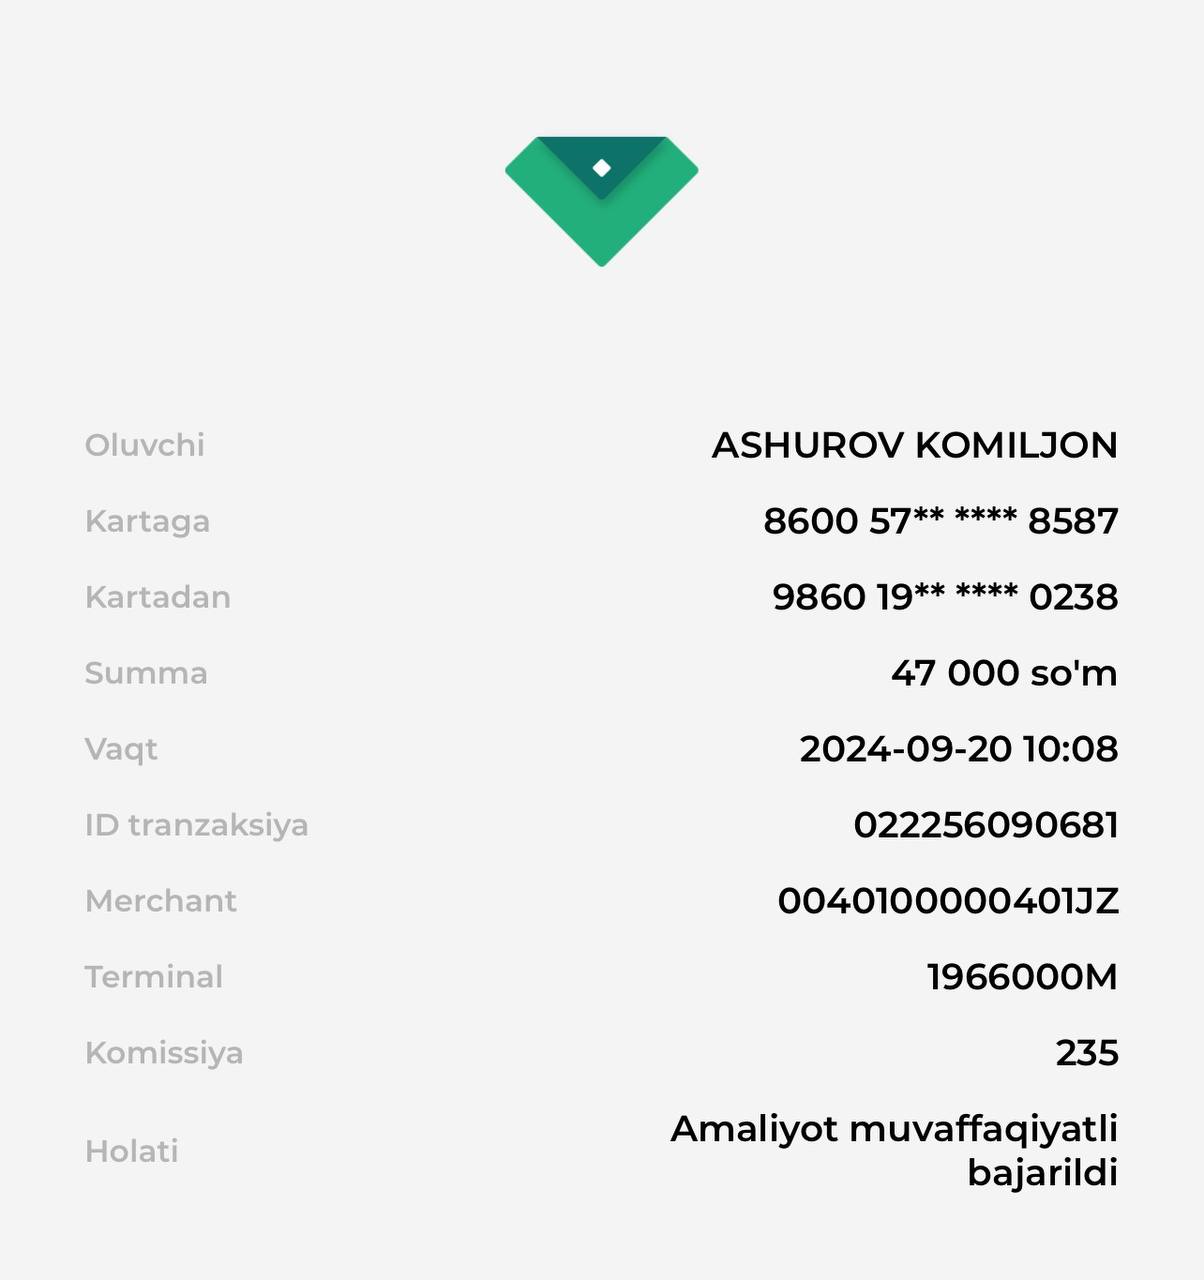 Oluvchi ASHUROV KOMILJON
Kartaga 8600 57** **** 8587
Kartadan 9860 19** **** 0238
Summa 47 000 so'm
Vaqt 2024-09-20 10:08
ID tranzaksiya 022256090681
Merchant 0040100000401JZ
Terminal 1966000M
Komissiya 235
Holati Amaliyot muvaffaqiyatli
bajarildi